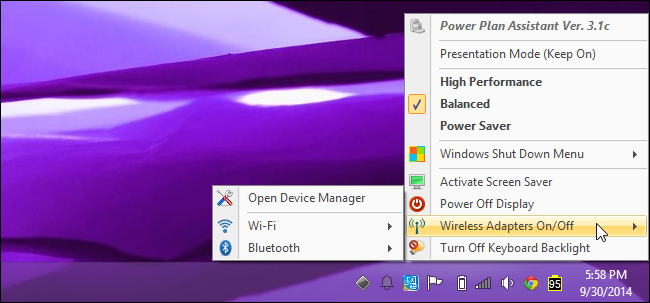 Power Plan Assistant Ver. 3.1c
Presentation Mode (Keep On)
High Performance
Balanced
Power Saver
Windows Shut Down Menu
Activate Screen Saver
Power Off Display
Wireless Adapters On/Off
Turn Off Keyboard Backlight
Open Device Manager
Wi-Fi
Bluetooth
95
5:58 PM
9/30/2014